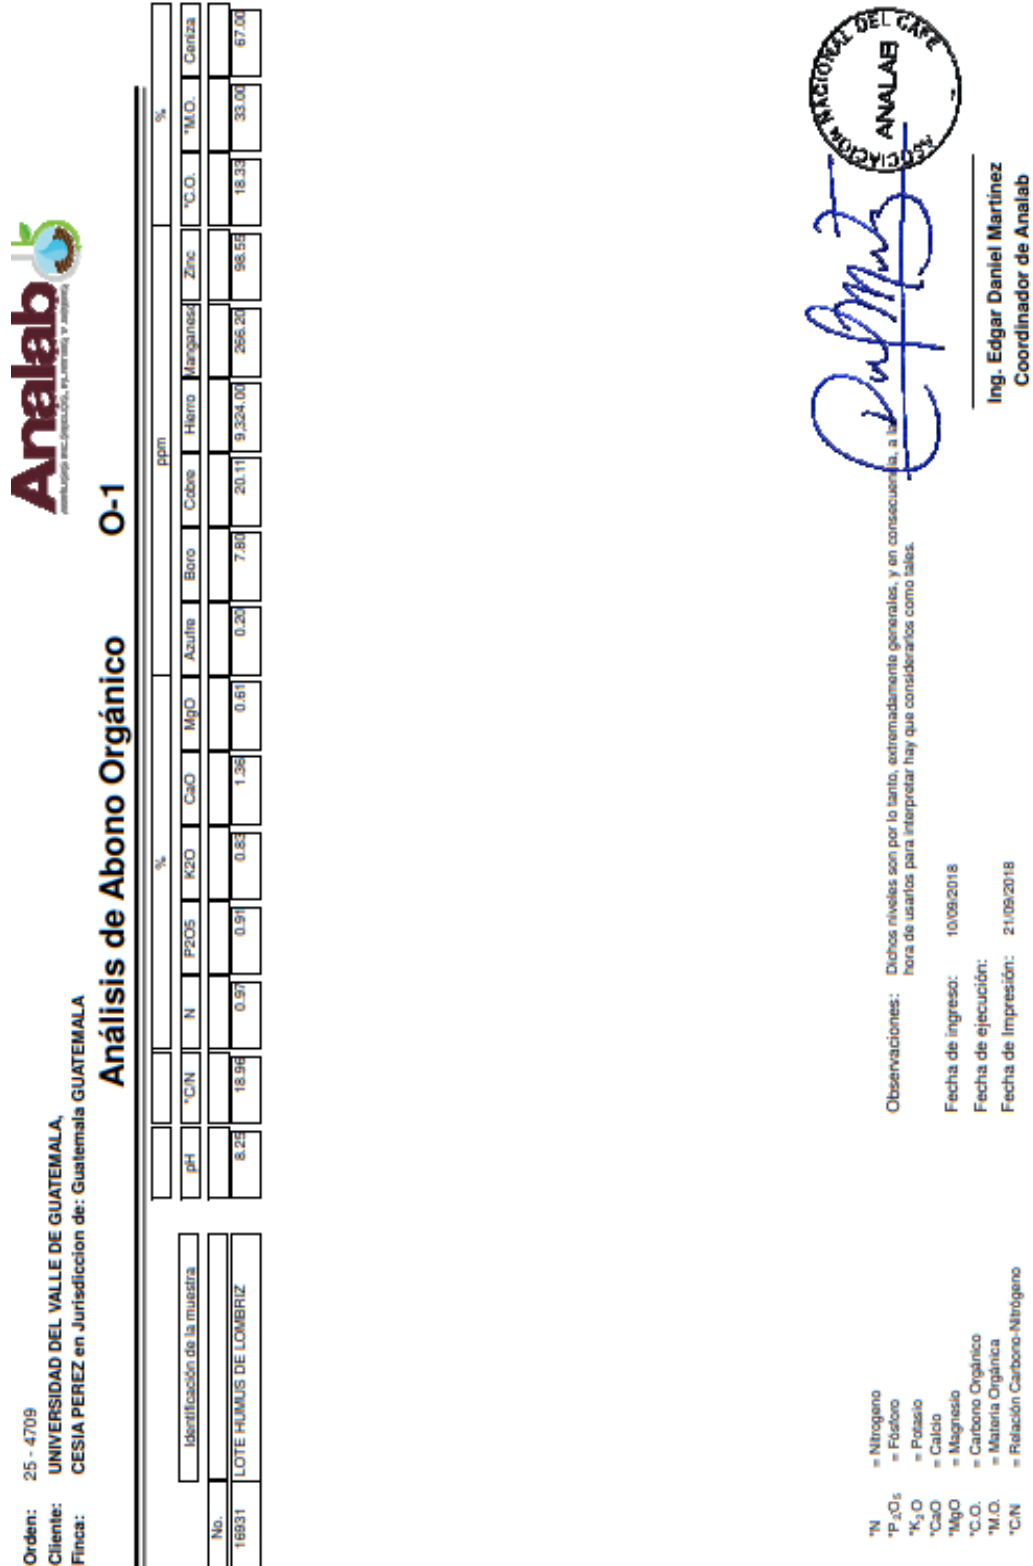 Analab
Orden: 25 - 4709
Cliente: UNIVERSIDAD DEL VALLE DE GUATEMALA,
Finca: CESIA PEREZ en Jurisdiccion de: Guatemala GUATEMALA
Análisis de Abono Orgánico O-1
% ppm %
Identificación de la muestra pH *C/N N P2O5 K2O CaO MgO Azufre Boro Cobre Hierro Manganeso Zinc *C.O. *M.O. Ceniza
No.
16931 LOTE HUMUS DE LOMBRIZ 8.25 18.96 0.97 0.91 0.83 1.36 0.61 0.20 7.80 20.11 9,324.00 266.20 98.55 18.33 33.00 67.00
*N = Nitrogeno
*P2O5 = Fósforo
*K2O = Potasio
*CaO = Calcio
*MgO = Magnesio
*C.O. = Carbono Orgánico
*M.O. = Materia Orgánica
*C/N = Relación Carbono-Nitrógeno
Observaciones: Dichos niveles son por lo tanto, extremadamente generales, y en consecuencia, a la
hora de usarlos para interpretar hay que considerarlos como tales.
Fecha de ingreso: 10/09/2018
Fecha de ejecución:
Fecha de Impresión: 21/09/2018
ASOCIACION NACIONAL DEL CAFE
ANALAB
Ing. Edgar Daniel Martinez
Coordinador de Analab